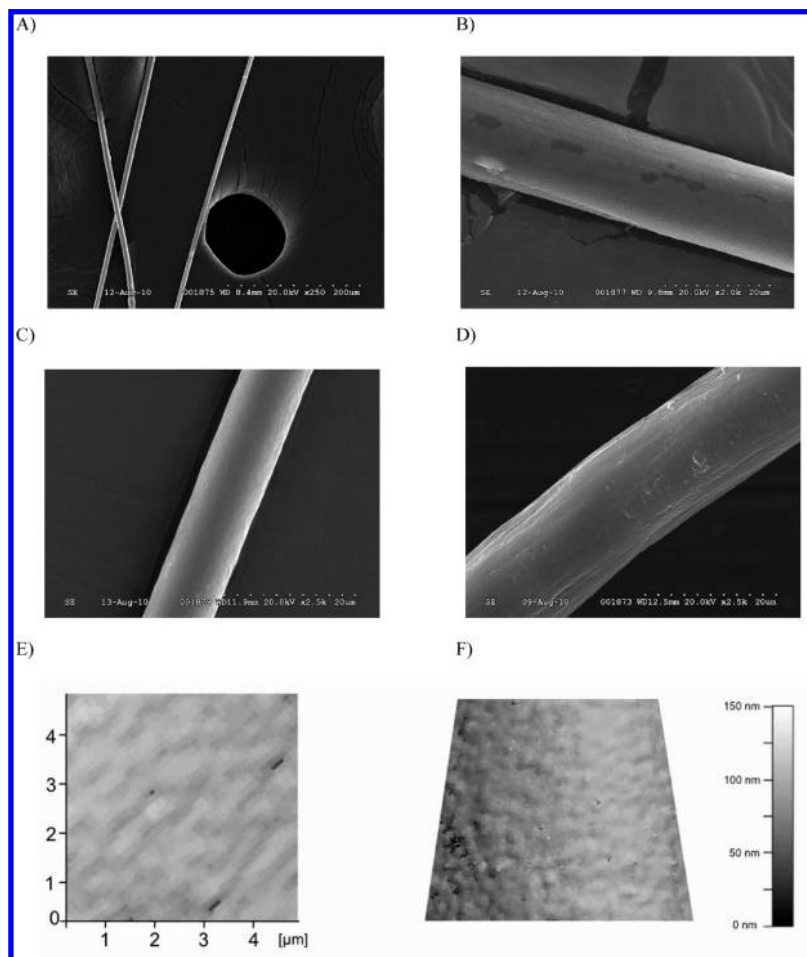 A)
B)
SE 12-Aug-10 001875 WD 8.4mm 20.0kV x250 200um
SE 12-Aug-10 001877 WD 9.8mm 20.0kV x2.0k 20um
C)
D)
SE 13-Aug-10 001879 WD11.9mm 20.0kV x2.5k 20um
SE 09-Aug-10 001873 WD12.5mm 20.0kV x2.5k 20um
E)
F)
4
3
2
1
0
1 2 3 4 [µm]
150 nm
100 nm
50 nm
0 nm